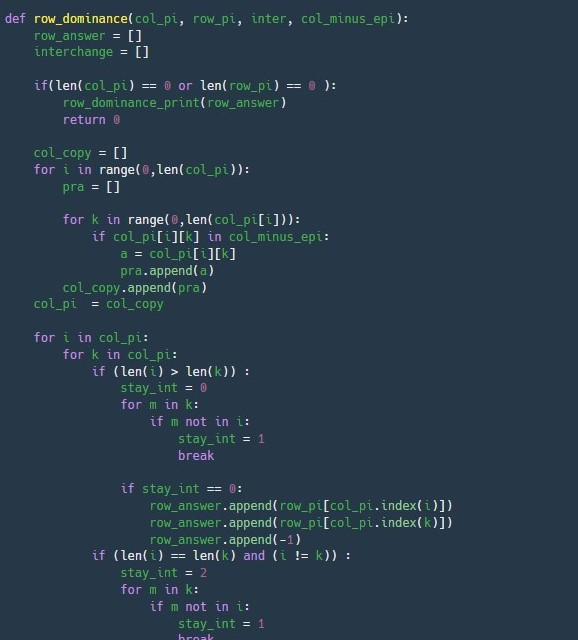 def row_dominance(col_pi, row_pi, inter, col_minus_epi):
    row_answer = []
    interchange = []
    if(len(col_pi) == 0 or len(row_pi) == 0 ):
        row_dominance_print(row_answer)
        return 0
    col_copy = []
    for i in range(0,len(col_pi)):
        pra = []
        for k in range(0,len(col_pi[i])):
            if col_pi[i][k] in col_minus_epi:
                a = col_pi[i][k]
                pra.append(a)
        col_copy.append(pra)
    col_pi  = col_copy
    for i in col_pi:
        for k in col_pi:
            if (len(i) > len(k)) :
                stay_int = 0
                for m in k:
                    if m not in i:
                        stay_int = 1
                        break
                if stay_int == 0:
                    row_answer.append(row_pi[col_pi.index(i)])
                    row_answer.append(row_pi[col_pi.index(k)])
                    row_answer.append(-1)
            if (len(i) == len(k) and (i != k)) :
                stay_int = 2
                for m in k:
                    if m not in i:
                        stay_int = 1
                        break